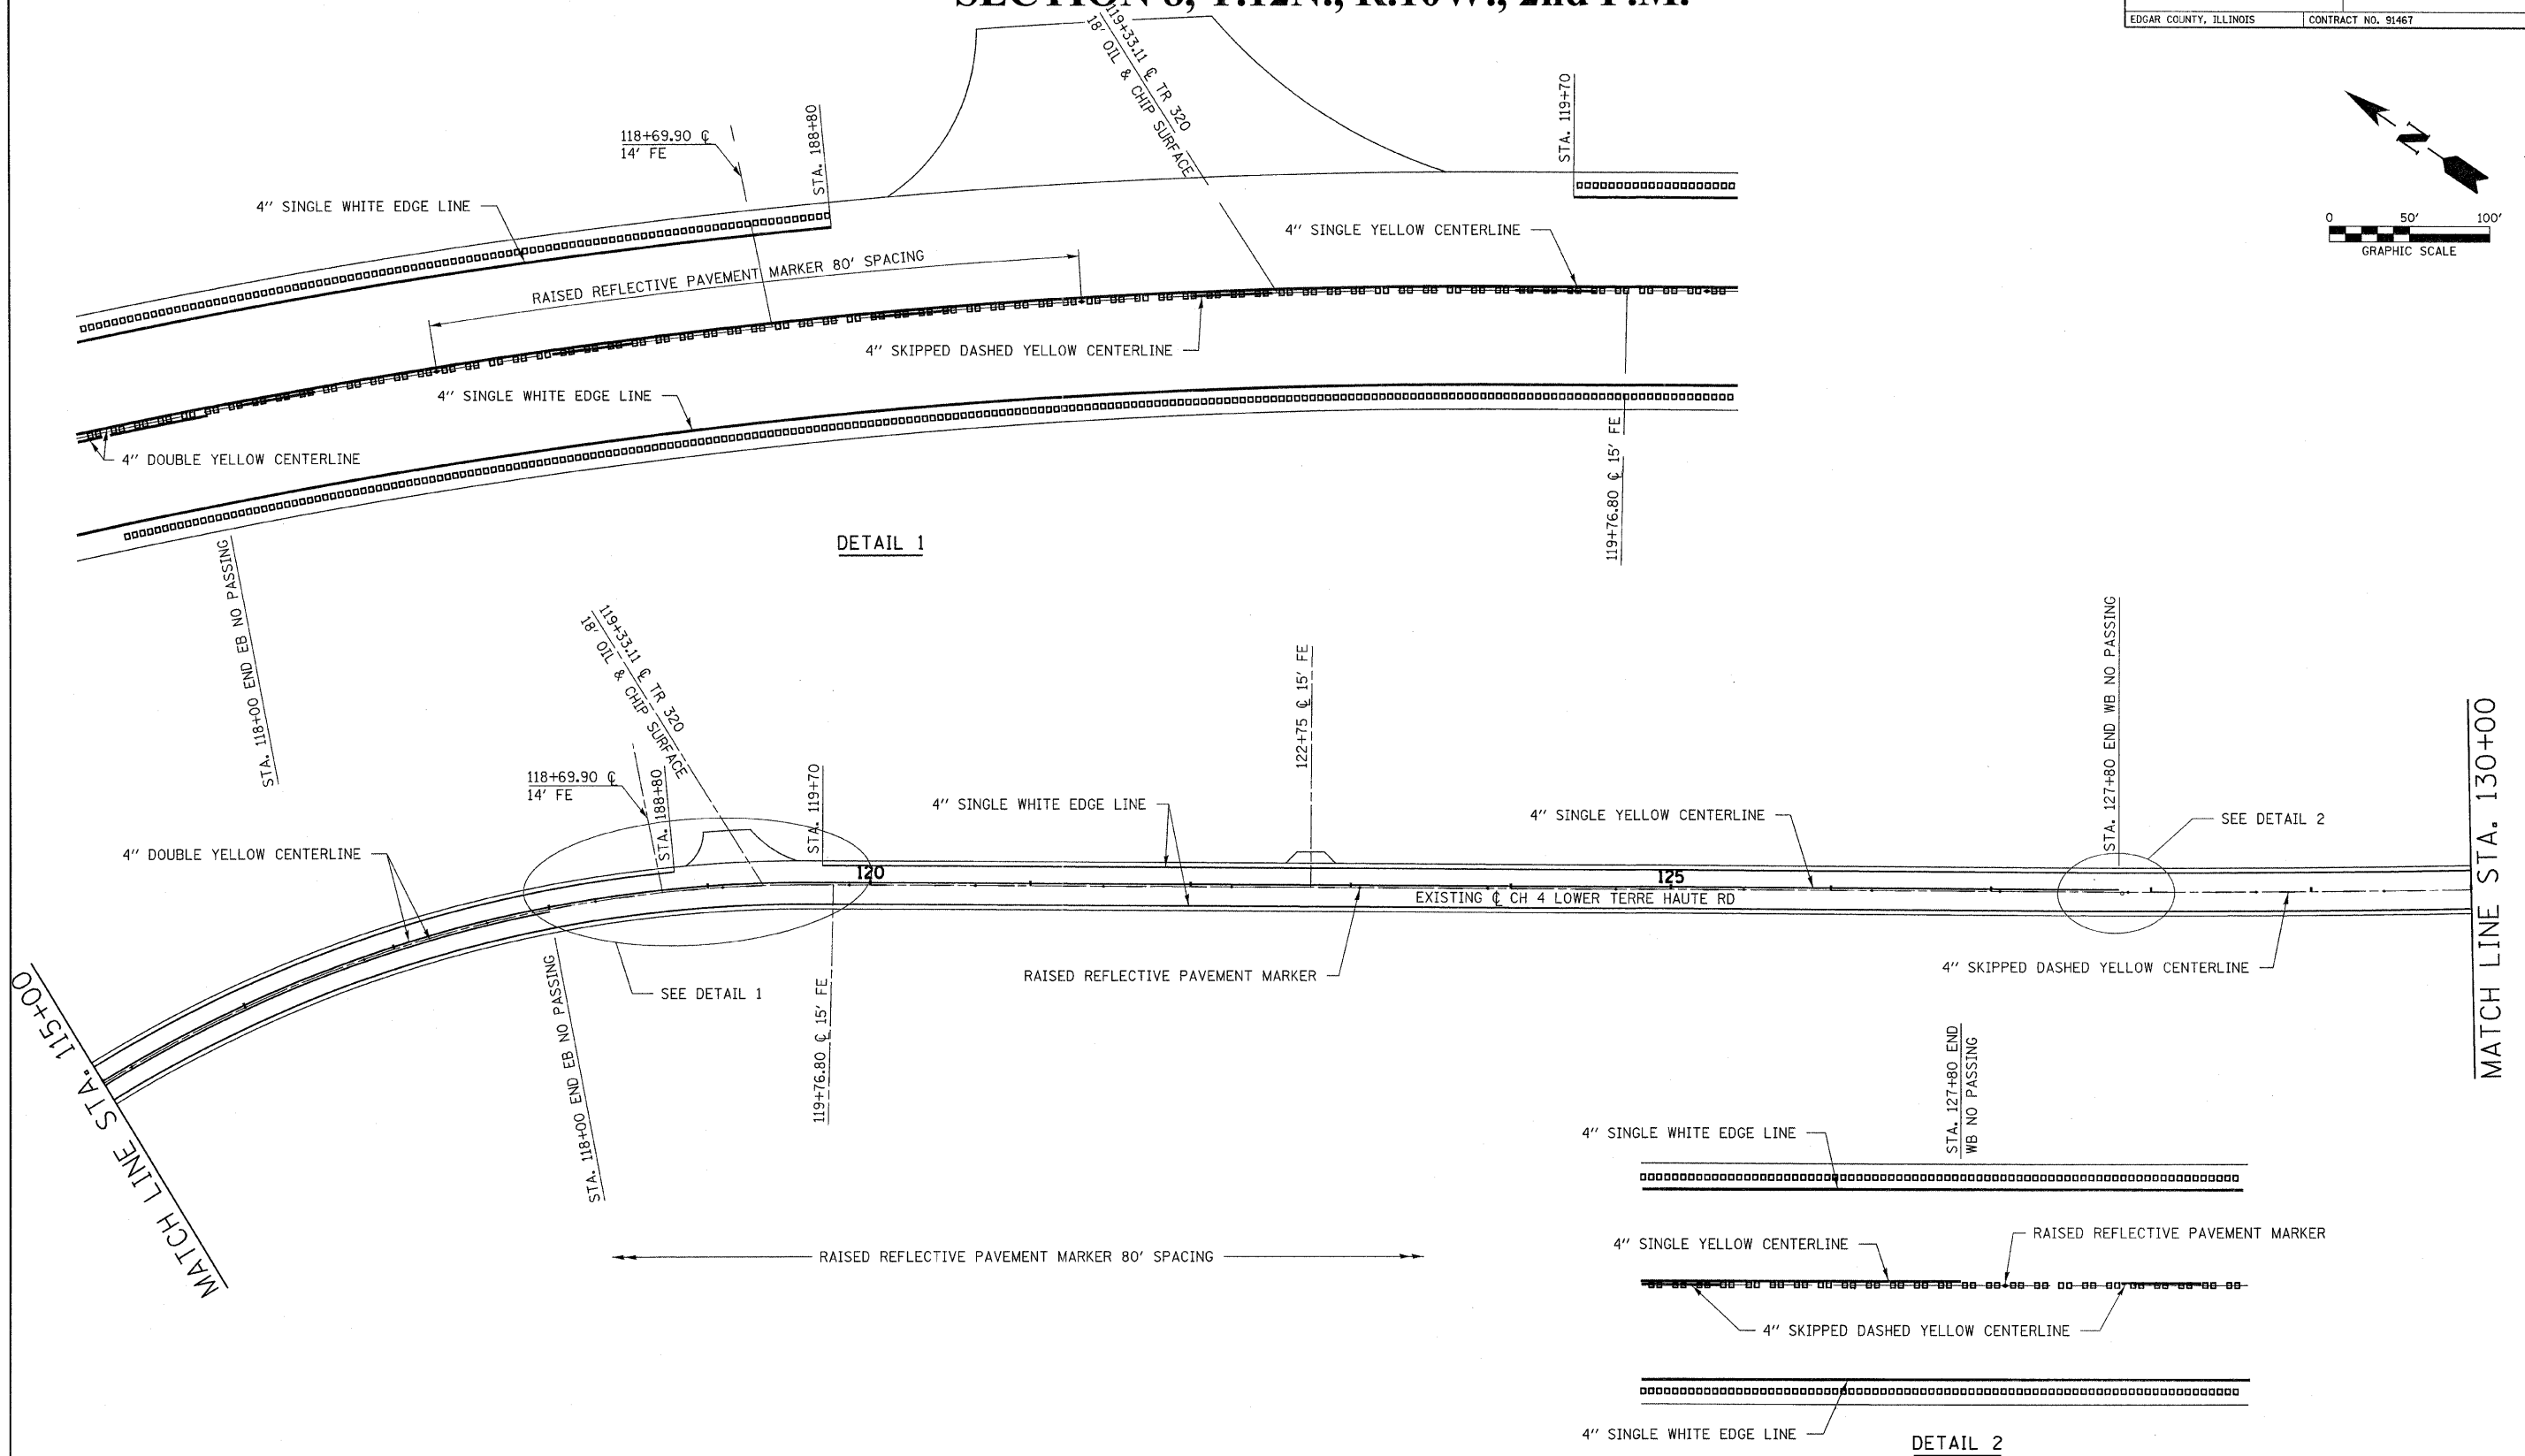 SECTION 8, T.12N., R.10W., 2nd P.M.
EDGAR COUNTY, ILLINOIS
CONTRACT NO. 91467
119+33.11 ℄ TR 320
18' OIL & CHIP SURFACE
STA. 119+70
118+69.90 ℄
14' FE
STA. 188+80
4" SINGLE WHITE EDGE LINE
4" SINGLE YELLOW CENTERLINE
RAISED REFLECTIVE PAVEMENT MARKER 80' SPACING
4" SKIPPED DASHED YELLOW CENTERLINE
4" SINGLE WHITE EDGE LINE
4" DOUBLE YELLOW CENTERLINE
119+76.80 ℄ 15' FE
STA. 118+00 END EB NO PASSING
DETAIL 1
N
0 50' 100'
GRAPHIC SCALE
119+33.11 ℄ TR 320
18' OIL & CHIP SURFACE
118+69.90 ℄
14' FE
STA. 188+80
STA. 119+70
4" SINGLE WHITE EDGE LINE
122+75 ℄ 15' FE
4" SINGLE YELLOW CENTERLINE
STA. 127+80 END WB NO PASSING
SEE DETAIL 2
MATCH LINE STA. 130+00
4" DOUBLE YELLOW CENTERLINE
120
125
EXISTING ℄ CH 4 LOWER TERRE HAUTE RD
MATCH LINE STA. 115+00
STA. 118+00 END EB NO PASSING
SEE DETAIL 1
119+76.80 ℄ 15' FE
RAISED REFLECTIVE PAVEMENT MARKER
4" SKIPPED DASHED YELLOW CENTERLINE
RAISED REFLECTIVE PAVEMENT MARKER 80' SPACING
STA. 127+80 END
WB NO PASSING
4" SINGLE WHITE EDGE LINE
4" SINGLE YELLOW CENTERLINE
RAISED REFLECTIVE PAVEMENT MARKER
4" SKIPPED DASHED YELLOW CENTERLINE
4" SINGLE WHITE EDGE LINE
DETAIL 2